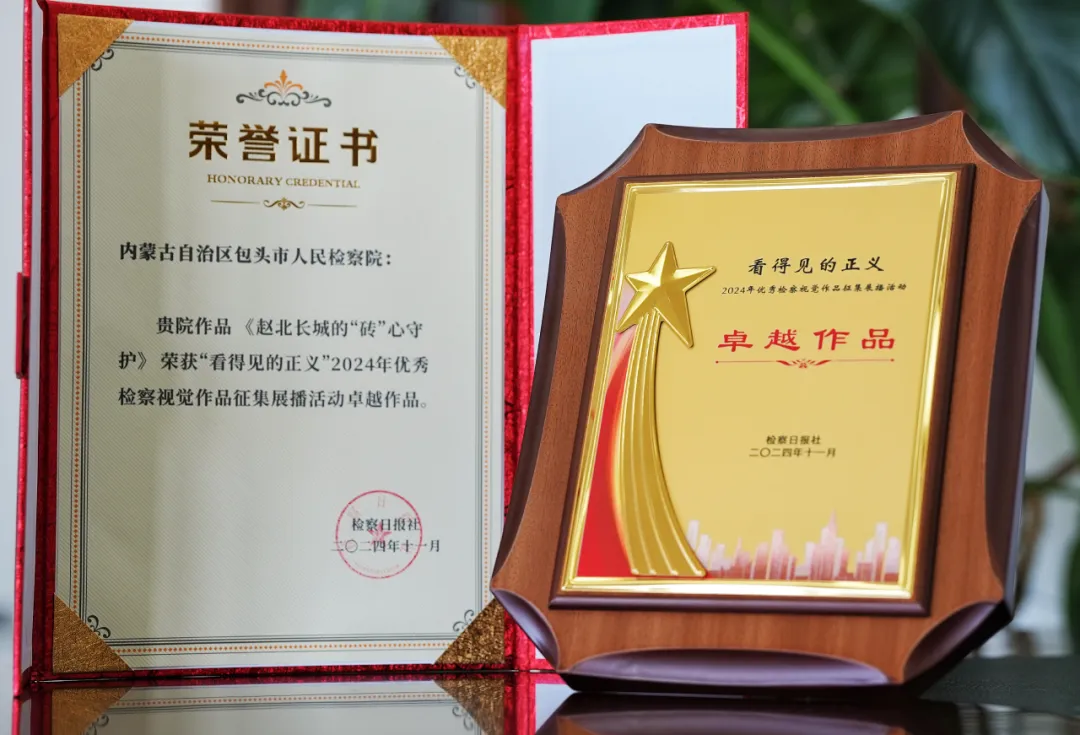 荣誉证书
HONORARY CREDENTIAL
内蒙古自治区包头市人民检察院：
贵院作品《赵北长城的“砖”心守
护》荣获“看得见的正义”2024年优秀
检察视觉作品征集展播活动卓越作品。
检察日报社
二〇二四年十一月
看得见的正义
2024年优秀检察视觉作品征集展播活动
卓越作品
检察日报社
二〇二四年十一月